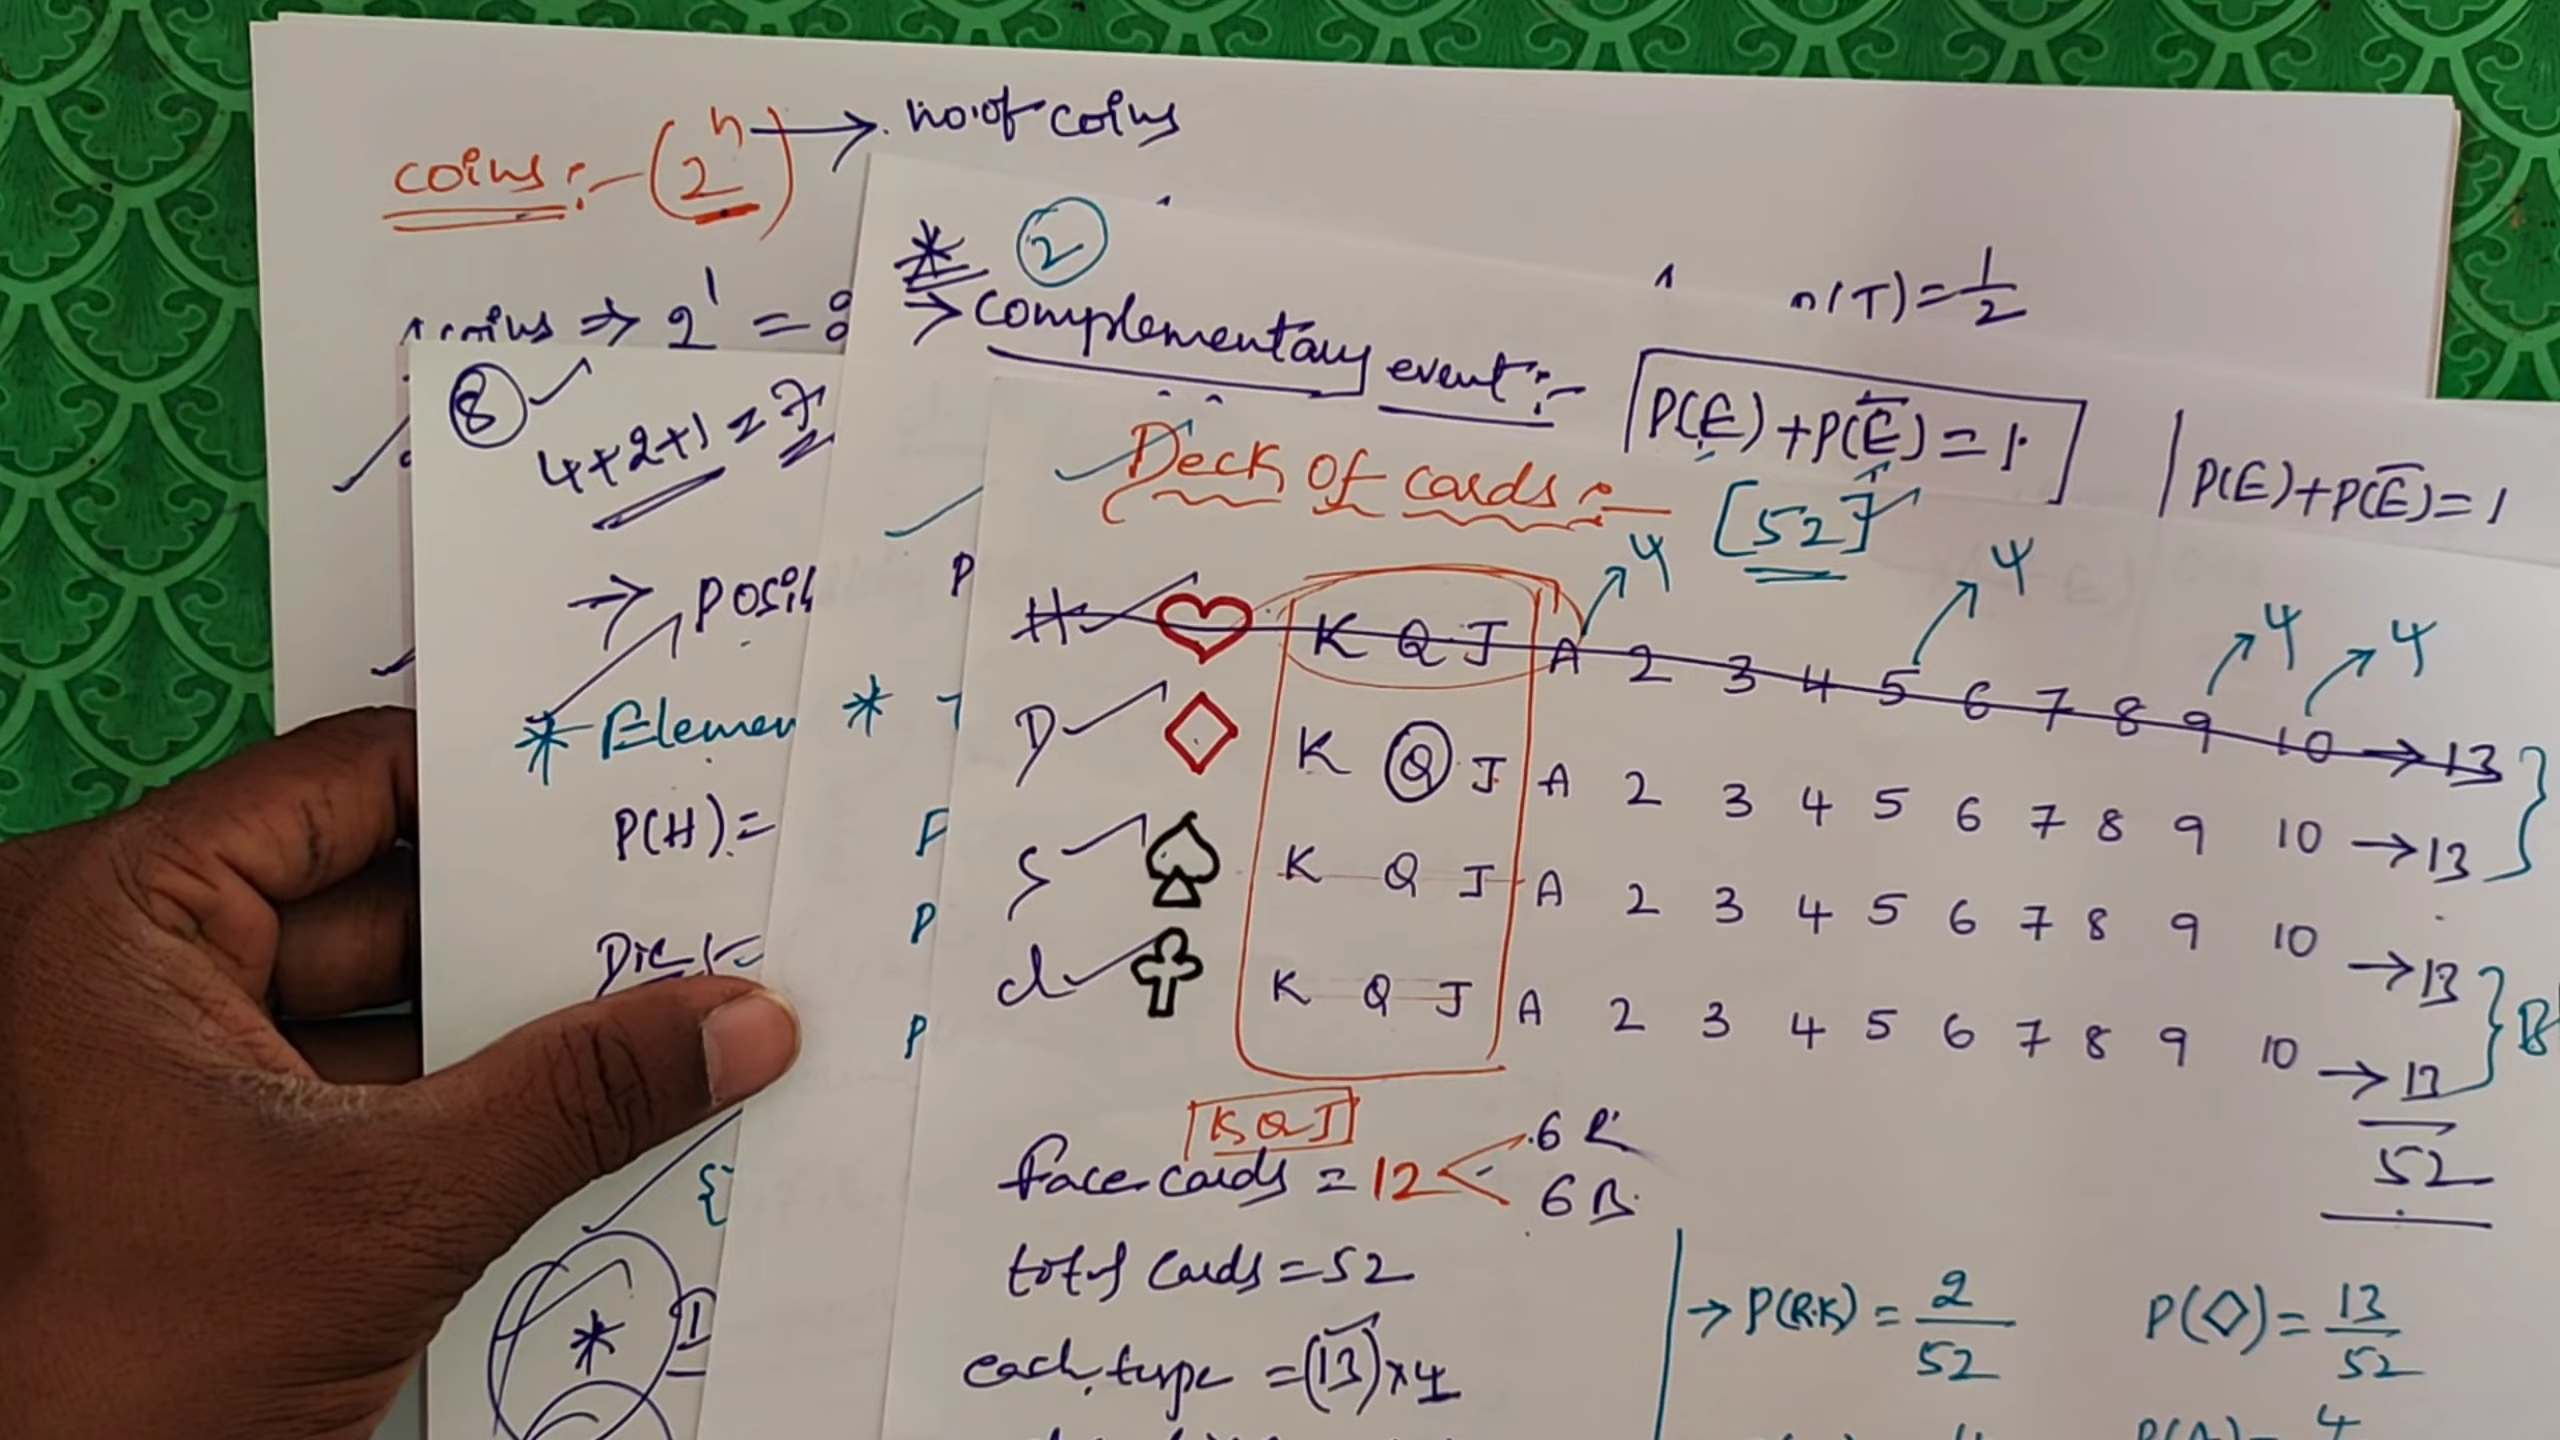 coins :- (2^n) → no. of coins
coins ⇒ 2^1 =
n(T) = 1/2
②
→ complementary event :- P(E) + P(E̅) = 1
P(E) + P(E̅) = 1
⑧
4+2+1 = 7
→
* Elemen
P(H) =
Deck of cards :- [52]
4 4 4 4
H ♡ K Q J A 2 3 4 5 6 7 8 9 10 → 13
D ◇ K Q J A 2 3 4 5 6 7 8 9 10 → 13
S ♤ K Q J A 2 3 4 5 6 7 8 9 10 → 13
cl ♧ K Q J A 2 3 4 5 6 7 8 9 10 → 13
52
K Q J
face cards = 12 < 6 R
6 B
total cards = 52
each type = (13) × 4
→ P(R.K) = 2/52
P(◇) = 13/52